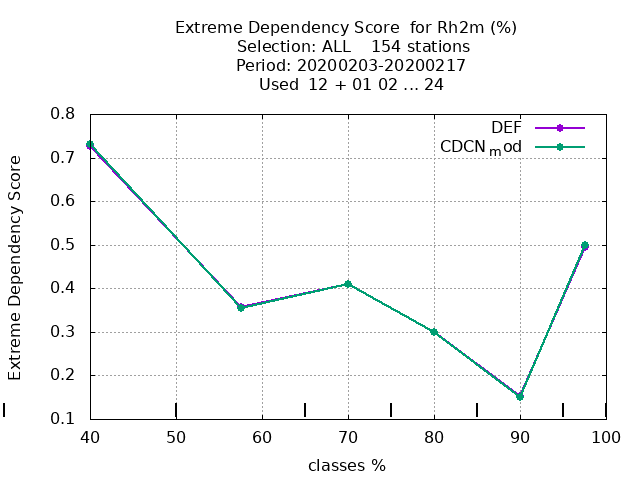 Extreme Dependency Score  for Rh2m (%)
Selection: ALL    154 stations
Period: 20200203-20200217
Used  12 + 01 02 ... 24
DEF
CDCNmod
Extreme Dependency Score
0.8
0.7
0.6
0.5
0.4
0.3
0.2
0.1
40 50 60 70 80 90 100
classes %